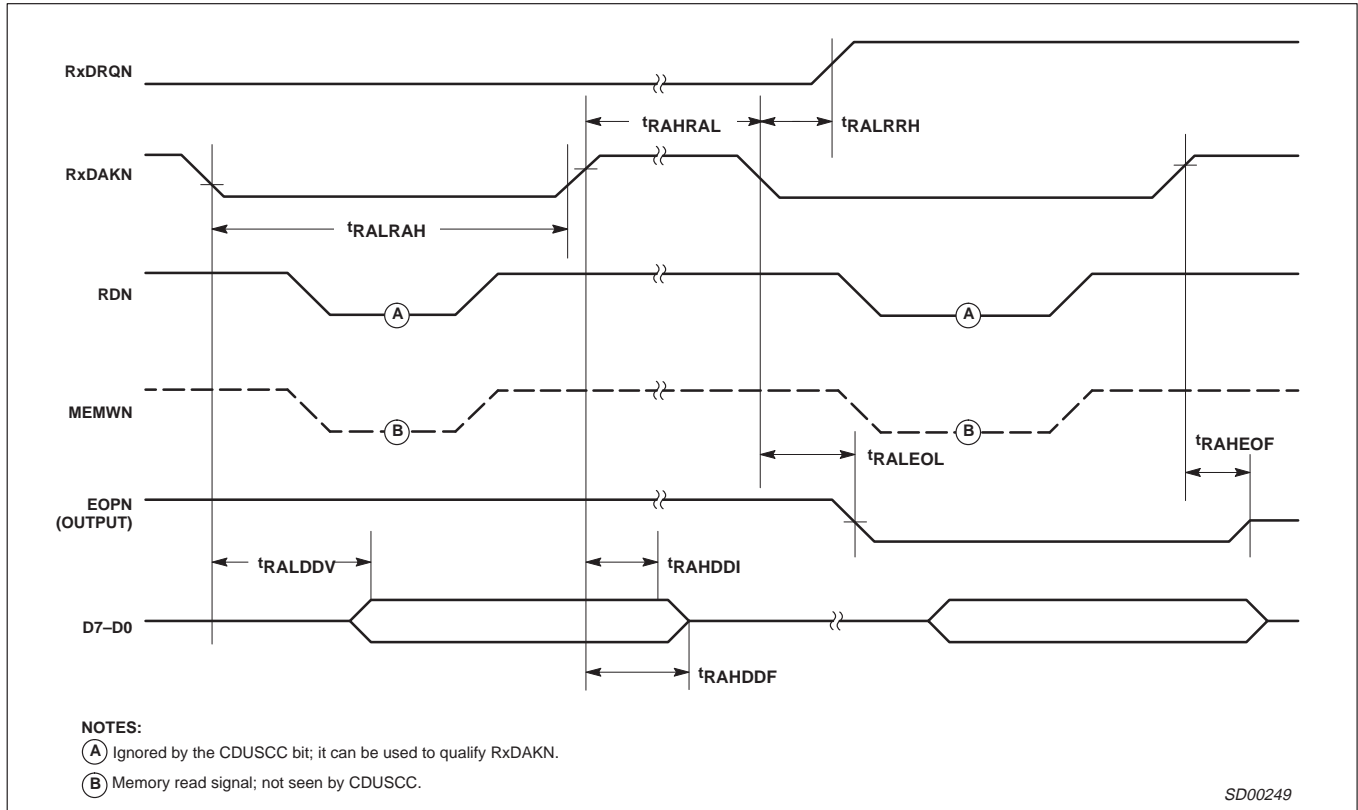 RxDRQN
tRAHRAL
tRALRRH
RxDAKN
tRALRAH
RDN
A
A
MEMWN
B
B
tRAHEOF
tRALEOL
EOPN
(OUTPUT)
tRALDDV
tRAHDDI
D7–D0
tRAHDDF
NOTES:
A Ignored by the CDUSCC bit; it can be used to qualify RxDAKN.
B Memory read signal; not seen by CDUSCC.
SD00249